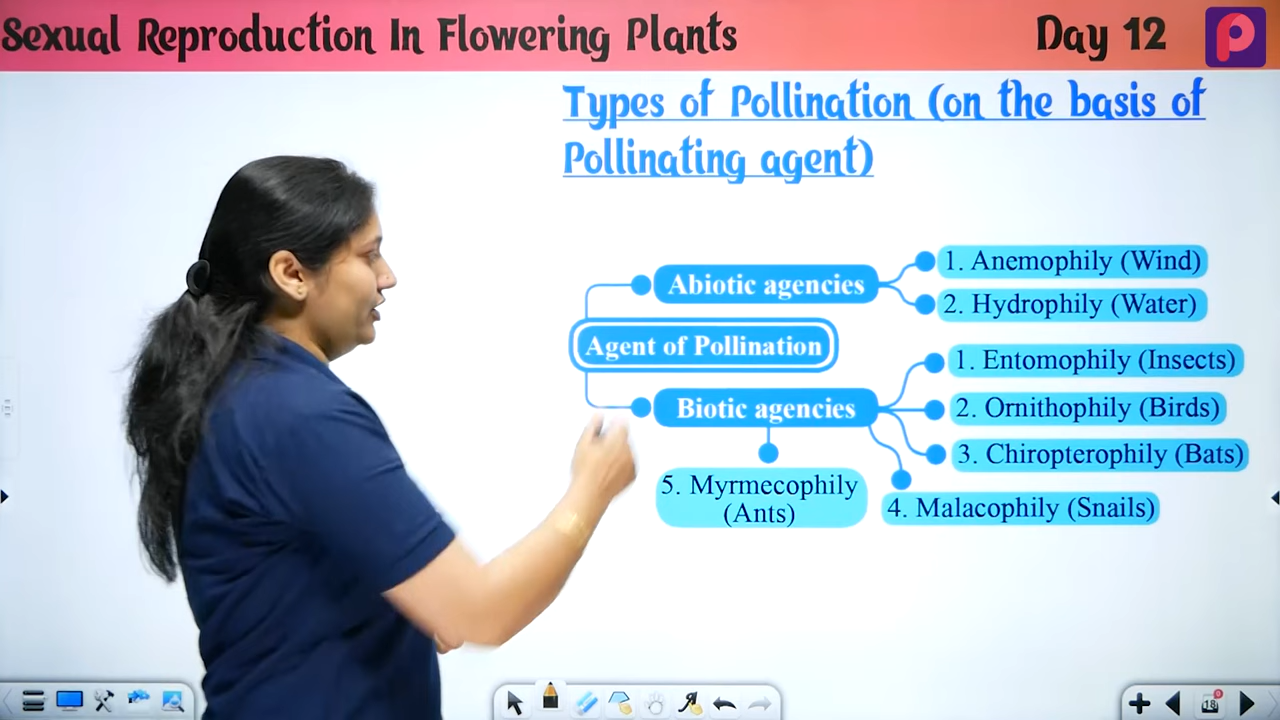 Sexual Reproduction In Flowering Plants
Day 12
Types of Pollination (on the basis of
Pollinating agent)
Abiotic agencies
1. Anemophily (Wind)
2. Hydrophily (Water)
Agent of Pollination
Biotic agencies
1. Entomophily (Insects)
2. Ornithophily (Birds)
3. Chiropterophily (Bats)
4. Malacophily (Snails)
5. Myrmecophily
(Ants)
18